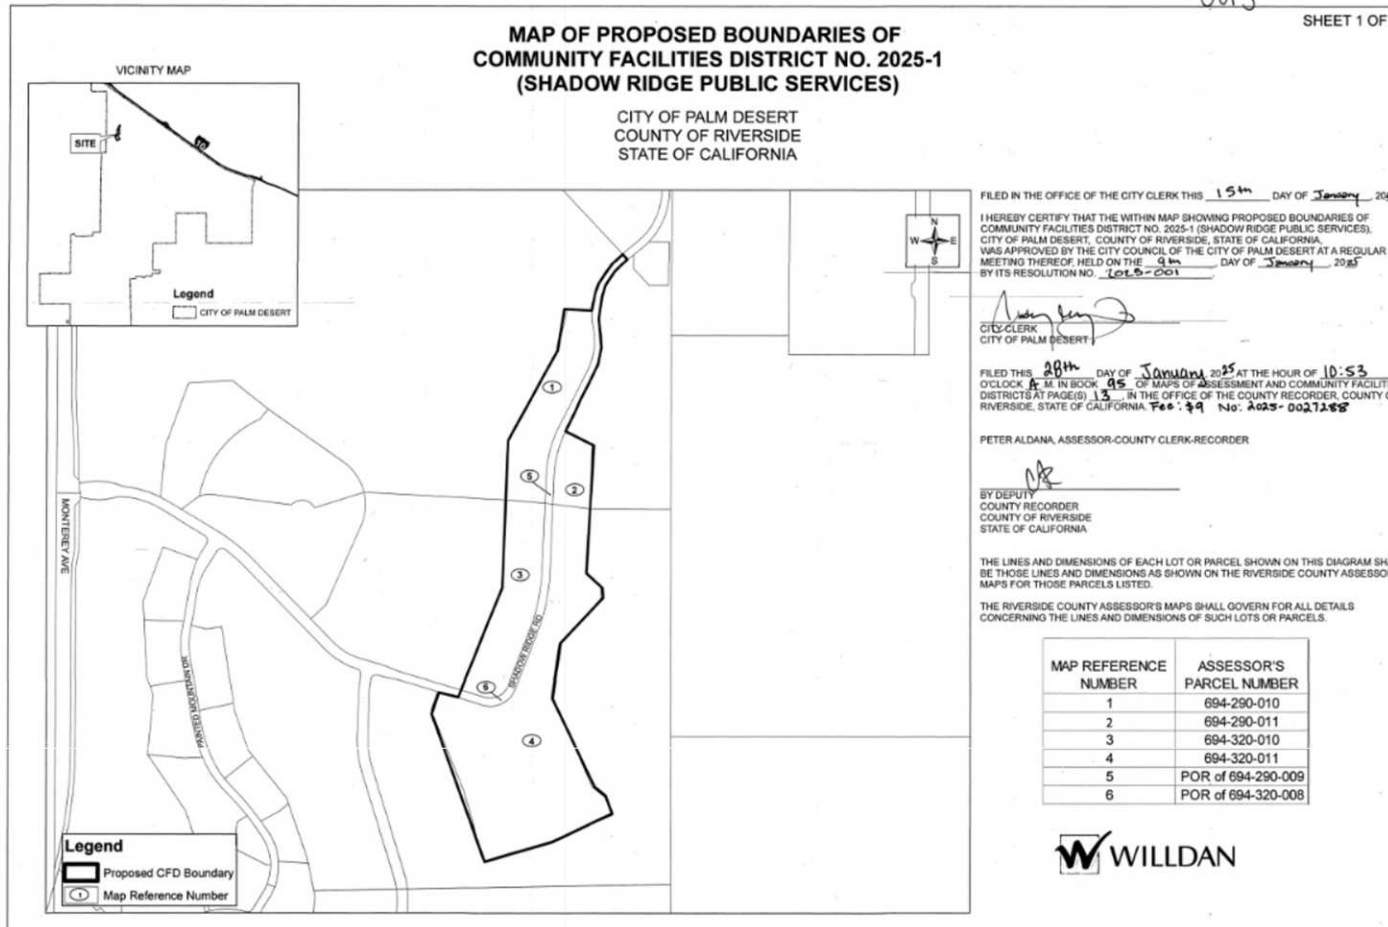 SHEET 1 OF
MAP OF PROPOSED BOUNDARIES OF
COMMUNITY FACILITIES DISTRICT NO. 2025-1
(SHADOW RIDGE PUBLIC SERVICES)
CITY OF PALM DESERT
COUNTY OF RIVERSIDE
STATE OF CALIFORNIA
VICINITY MAP
SITE
10
Legend
CITY OF PALM DESERT
N
W E
S
1
5
2
3
6
4
MONTEREY AVE
PAINTED MOUNTAIN DR
SHADOW RIDGE RD
Legend
Proposed CFD Boundary
1 Map Reference Number
FILED IN THE OFFICE OF THE CITY CLERK THIS 15th DAY OF January, 20
I HEREBY CERTIFY THAT THE WITHIN MAP SHOWING PROPOSED BOUNDARIES OF
COMMUNITY FACILITIES DISTRICT NO. 2025-1 (SHADOW RIDGE PUBLIC SERVICES),
CITY OF PALM DESERT, COUNTY OF RIVERSIDE, STATE OF CALIFORNIA,
WAS APPROVED BY THE CITY COUNCIL OF THE CITY OF PALM DESERT AT A REGULAR
MEETING THEREOF, HELD ON THE 9th DAY OF January, 2025
BY ITS RESOLUTION NO. 2025-001
CITY CLERK
CITY OF PALM DESERT
FILED THIS 28th DAY OF January, 2025 AT THE HOUR OF 10:53
O'CLOCK A.M. IN BOOK 95 OF MAPS OF ASSESSMENT AND COMMUNITY FACILITI
DISTRICTS AT PAGE(S) 13, IN THE OFFICE OF THE COUNTY RECORDER, COUNTY O
RIVERSIDE, STATE OF CALIFORNIA. Fee: $9 No: 2025-0027288
PETER ALDANA, ASSESSOR-COUNTY CLERK-RECORDER
BY DEPUTY
COUNTY RECORDER
COUNTY OF RIVERSIDE
STATE OF CALIFORNIA
THE LINES AND DIMENSIONS OF EACH LOT OR PARCEL SHOWN ON THIS DIAGRAM SHA
BE THOSE LINES AND DIMENSIONS AS SHOWN ON THE RIVERSIDE COUNTY ASSESSO
MAPS FOR THOSE PARCELS LISTED.
THE RIVERSIDE COUNTY ASSESSOR'S MAPS SHALL GOVERN FOR ALL DETAILS
CONCERNING THE LINES AND DIMENSIONS OF SUCH LOTS OR PARCELS.
MAP REFERENCE NUMBER ASSESSOR'S PARCEL NUMBER
1 694-290-010
2 694-290-011
3 694-320-010
4 694-320-011
5 POR of 694-290-009
6 POR of 694-320-008
WILLDAN